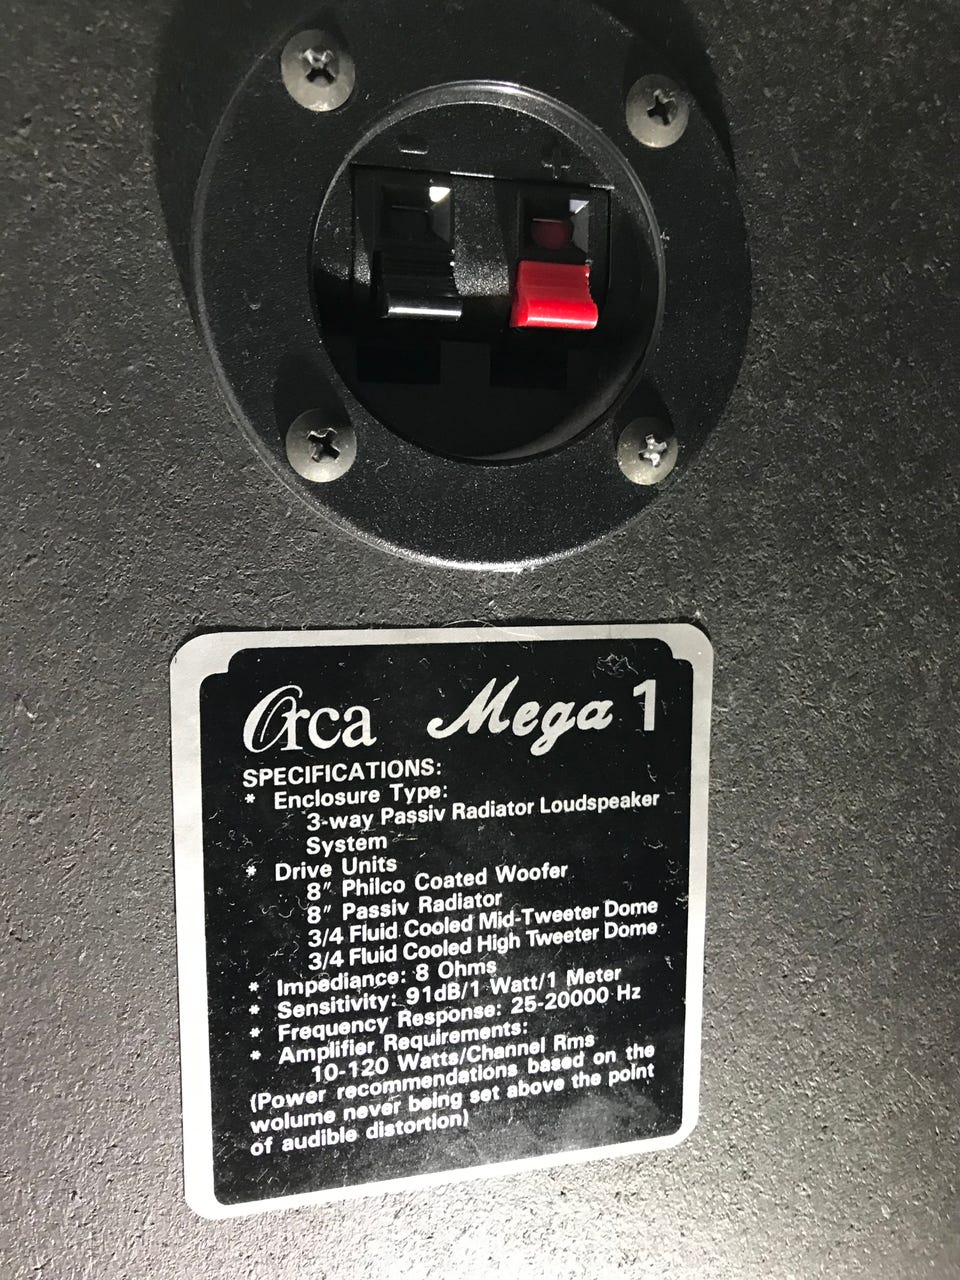 - +
Orca Mega 1
SPECIFICATIONS:
* Enclosure Type:
3-way Passiv Radiator Loudspeaker
System
* Drive Units
8" Philco Coated Woofer
8" Passiv Radiator
3/4 Fluid Cooled Mid-Tweeter Dome
3/4 Fluid Cooled High Tweeter Dome
* Impediance: 8 Ohms
* Sensitivity: 91dB/1 Watt/1 Meter
* Frequency Response: 25-20000 Hz
* Amplifier Requirements:
10-120 Watts/Channel Rms
(Power recommendations based on the
wolume never being set above the point
of audible distortion)